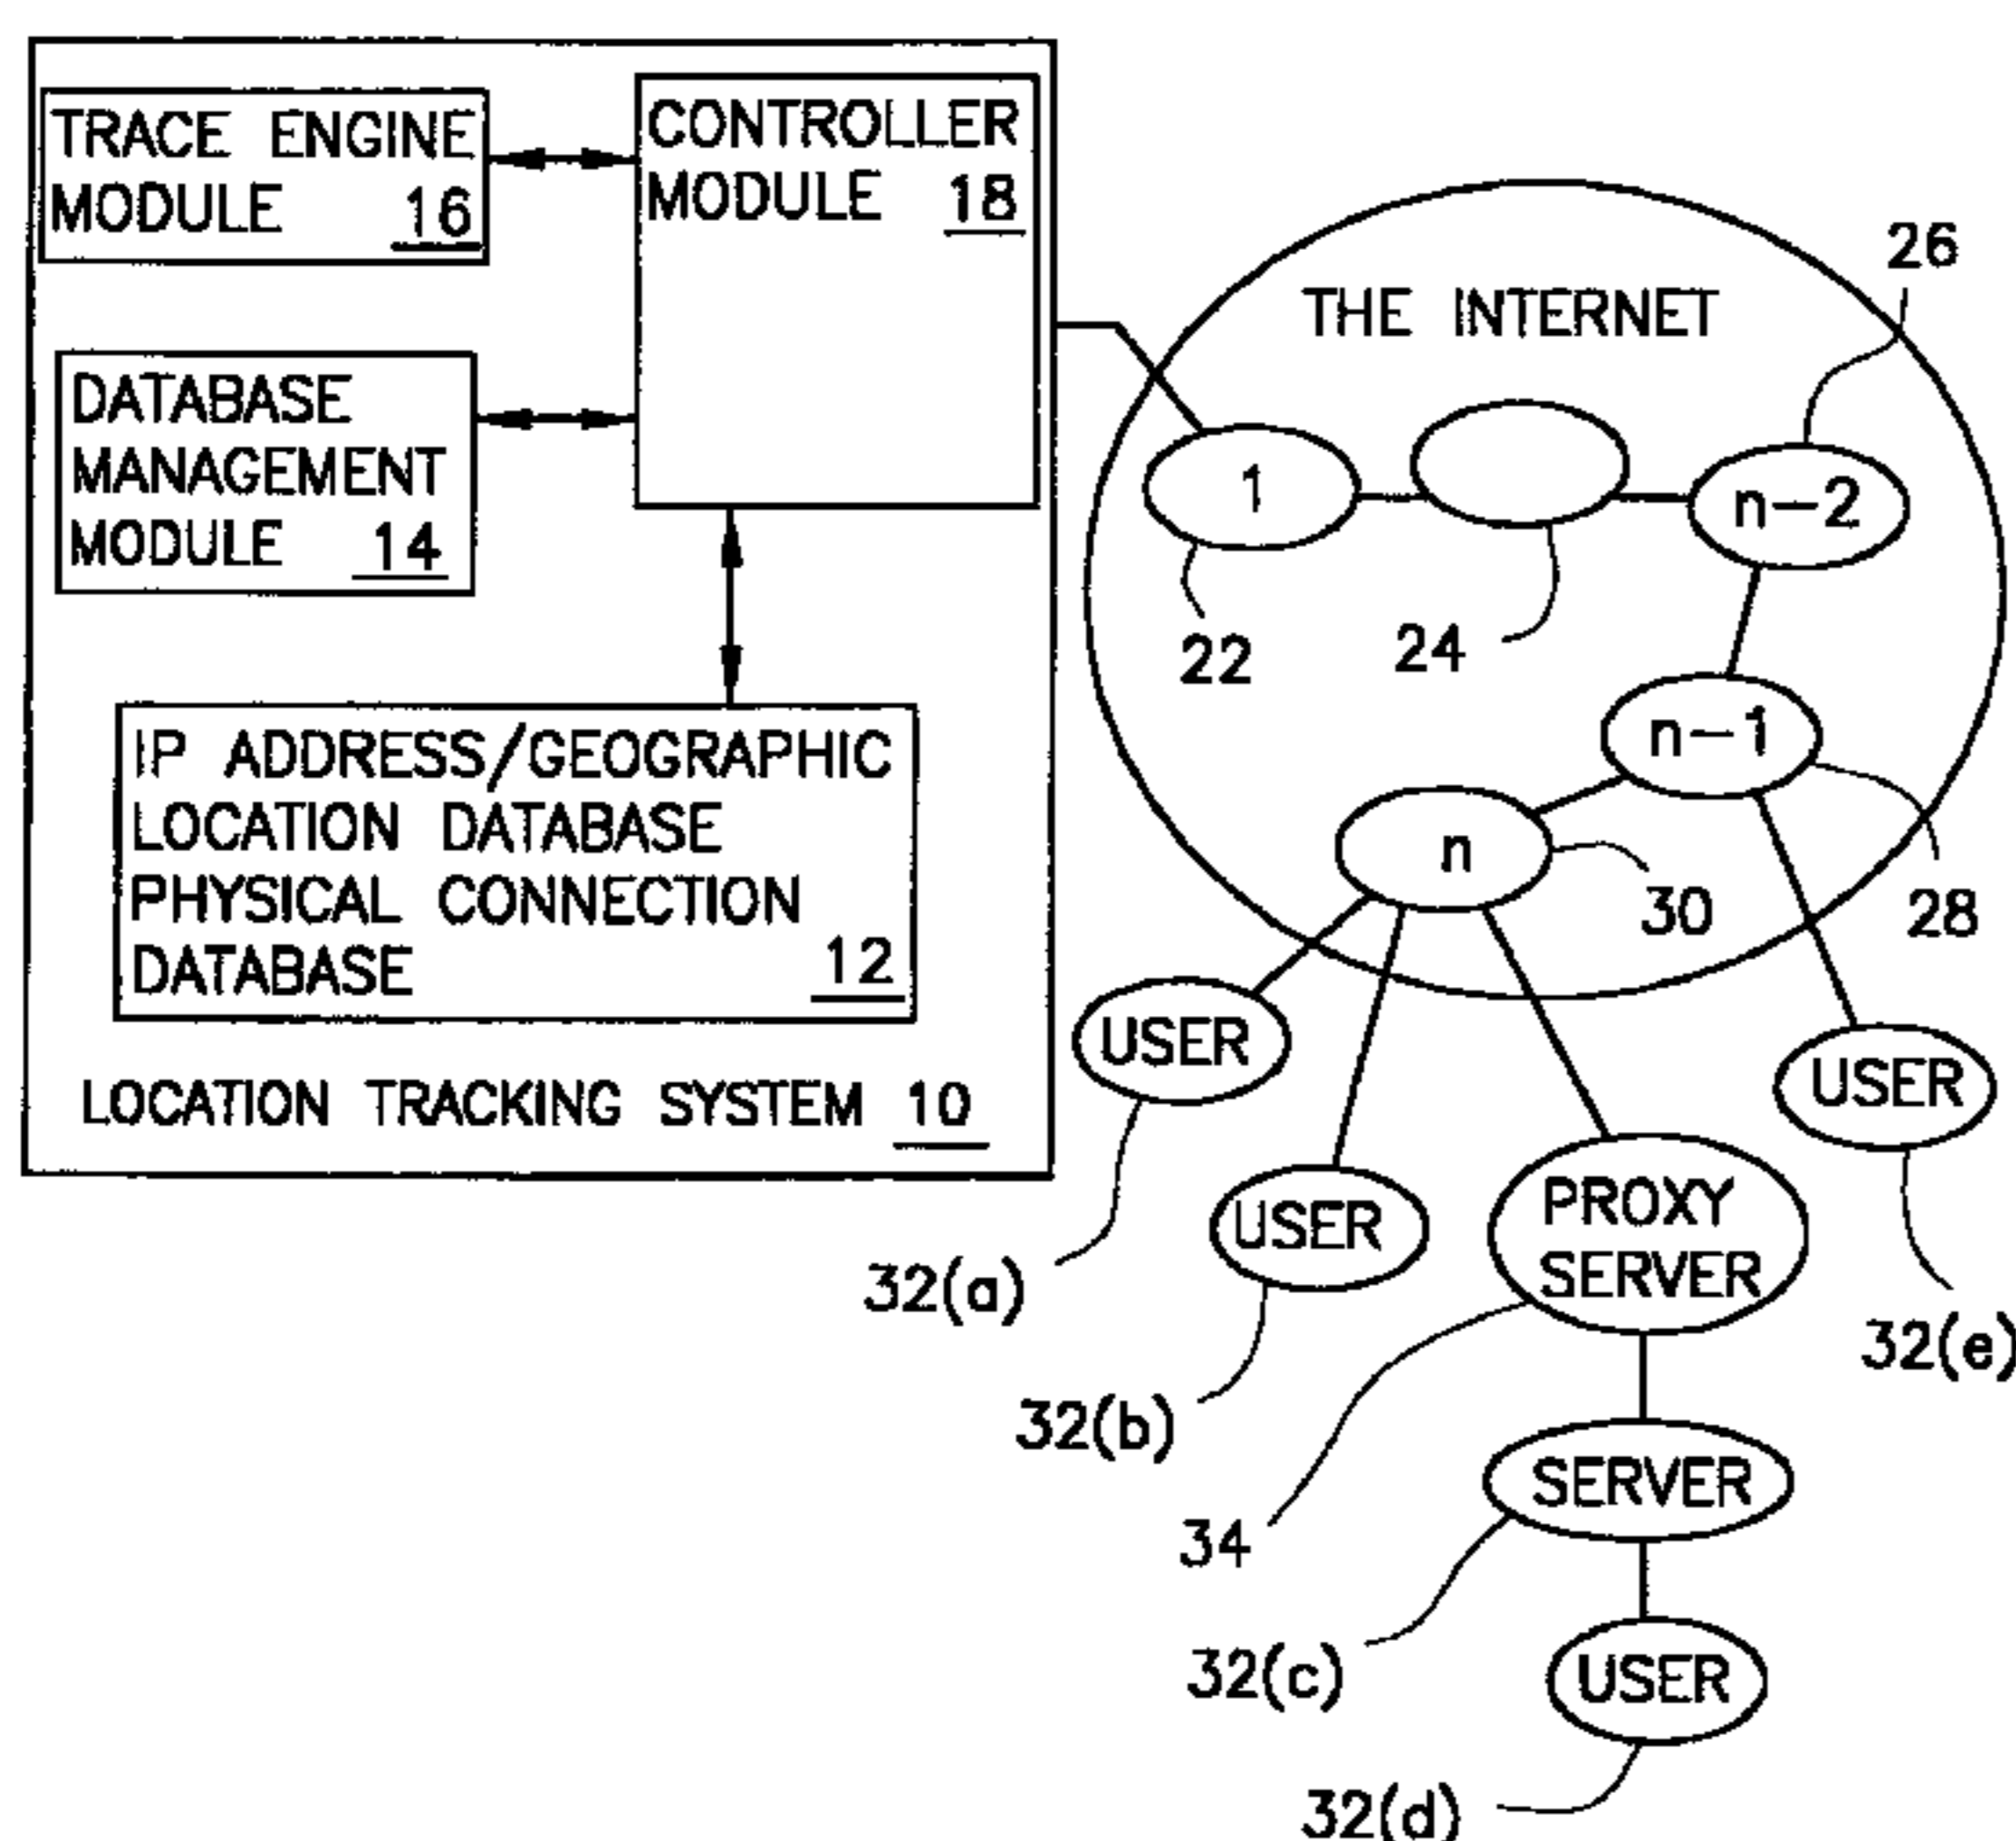 TRACE ENGINE
MODULE 16
CONTROLLER
MODULE 18
DATABASE
MANAGEMENT
MODULE 14
IP ADDRESS/GEOGRAPHIC
LOCATION DATABASE
PHYSICAL CONNECTION
DATABASE 12
LOCATION TRACKING SYSTEM 10
THE INTERNET
26
1
n-2
22
24
n-1
n
30
28
USER
USER
USER
PROXY
SERVER
32(a)
32(b)
32(e)
SERVER
34
32(c)
USER
32(d)